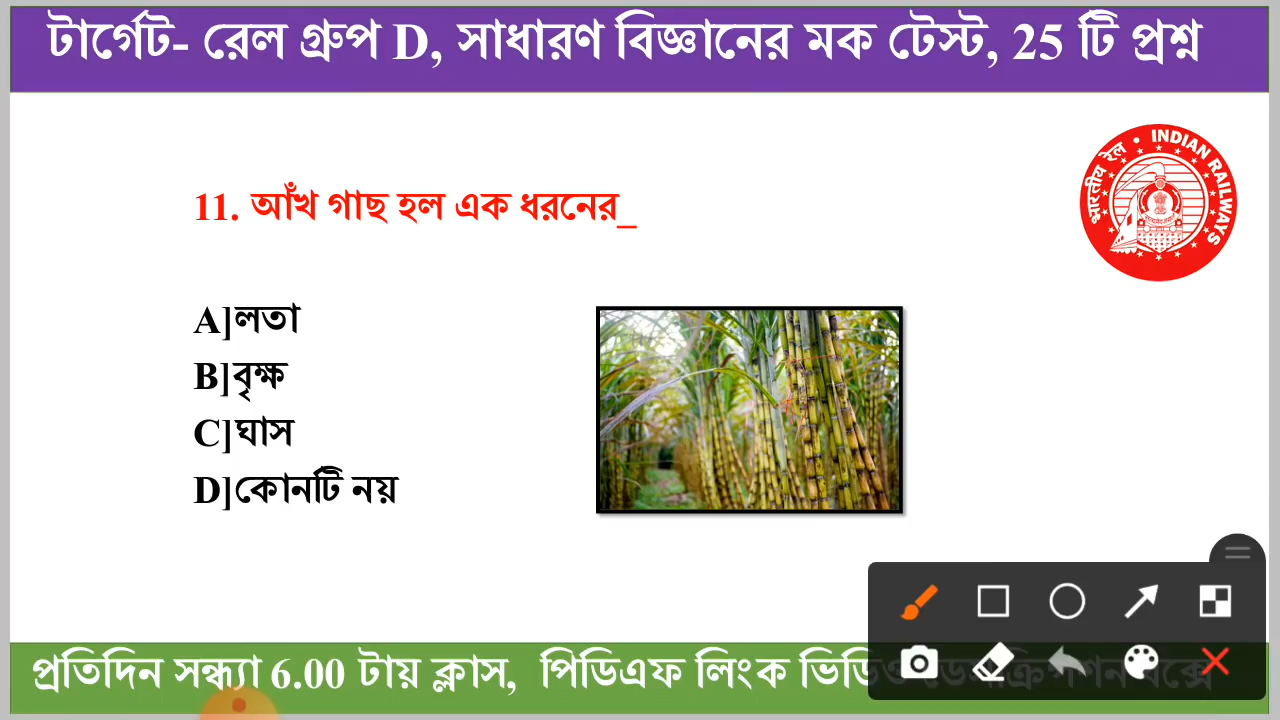 টার্গেট- রেল গ্রুপ D, সাধারণ বিজ্ঞানের মক টেস্ট, 25 টি প্রশ্ন
भारतीय रेल • INDIAN RAILWAYS
11. আঁখ গাছ হল এক ধরনের_
A]লতা
B]বৃক্ষ
C]ঘাস
D]কোনটি নয়
প্রতিদিন সন্ধ্যা 6.00 টায় ক্লাস, পিডিএফ লিংক